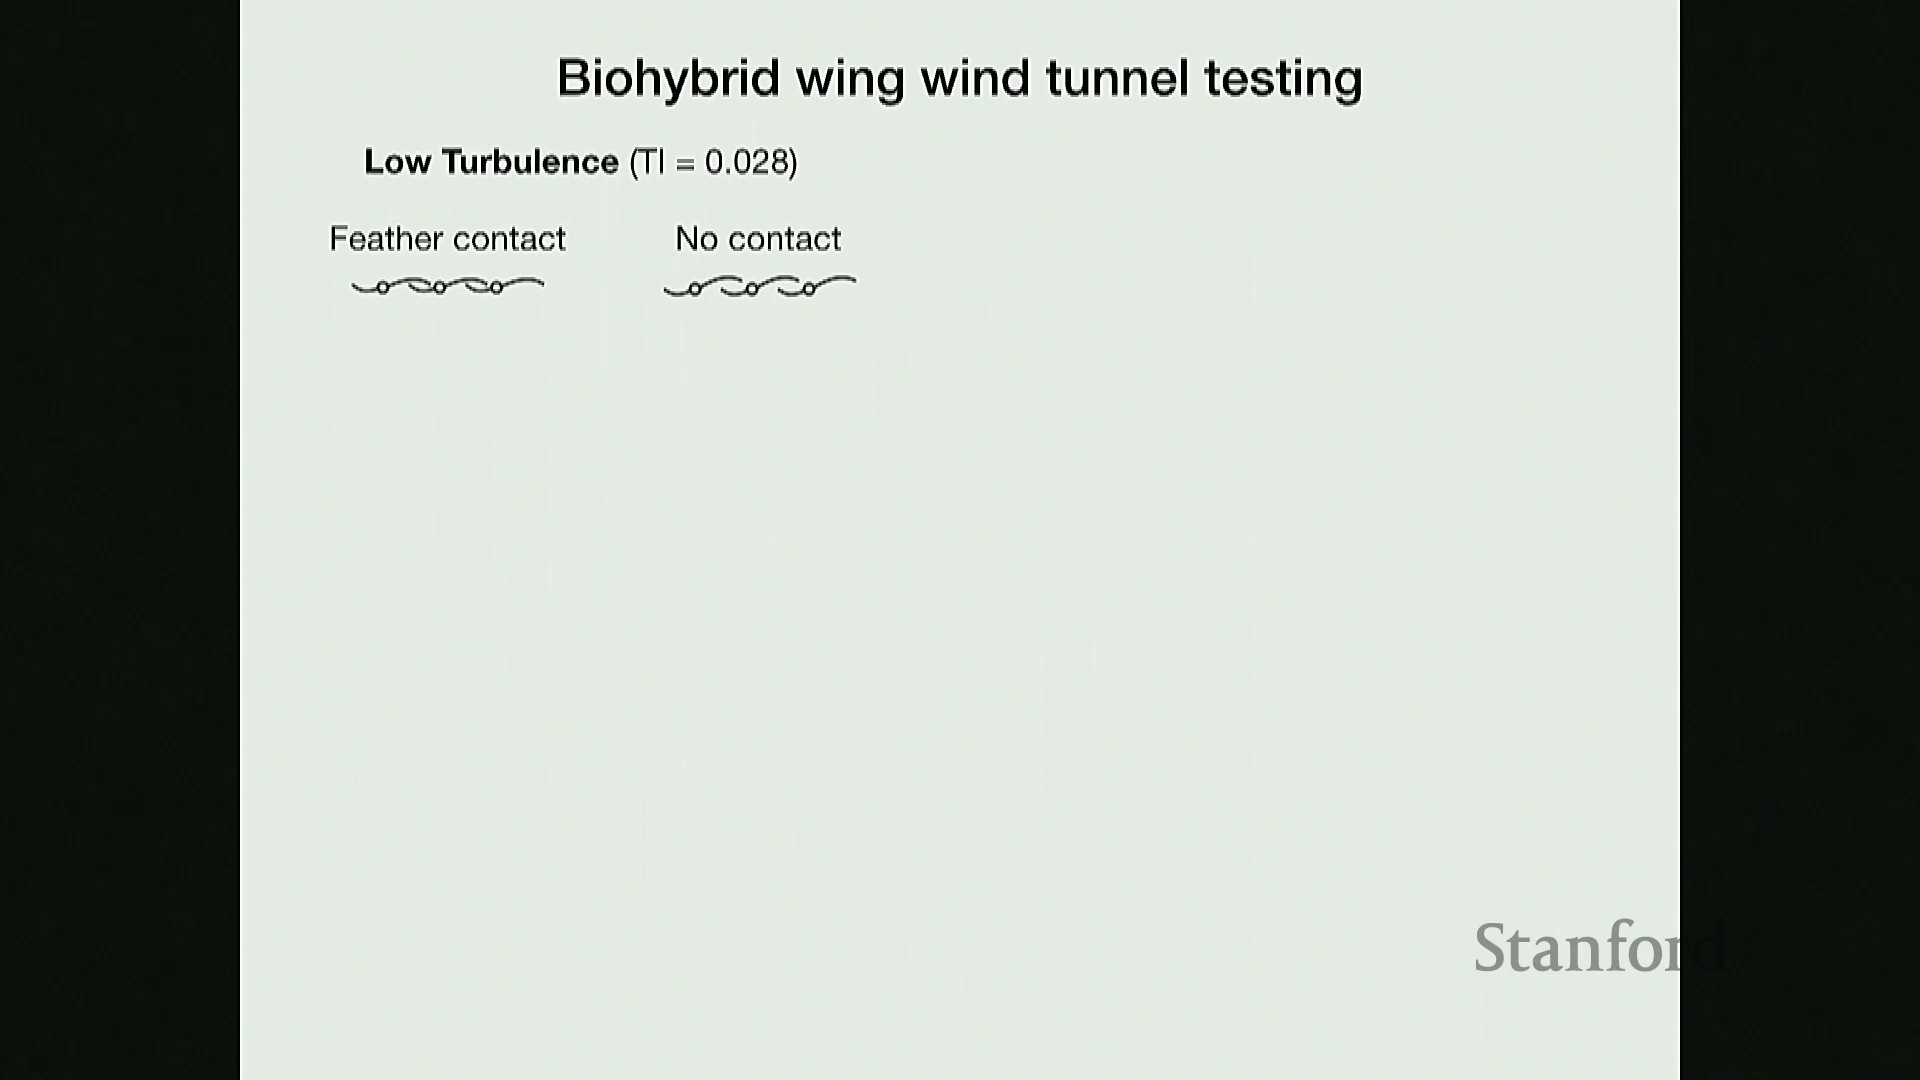 Biohybrid wing wind tunnel testing
Low Turbulence (TI = 0.028)
Feather contact No contact
Stanford